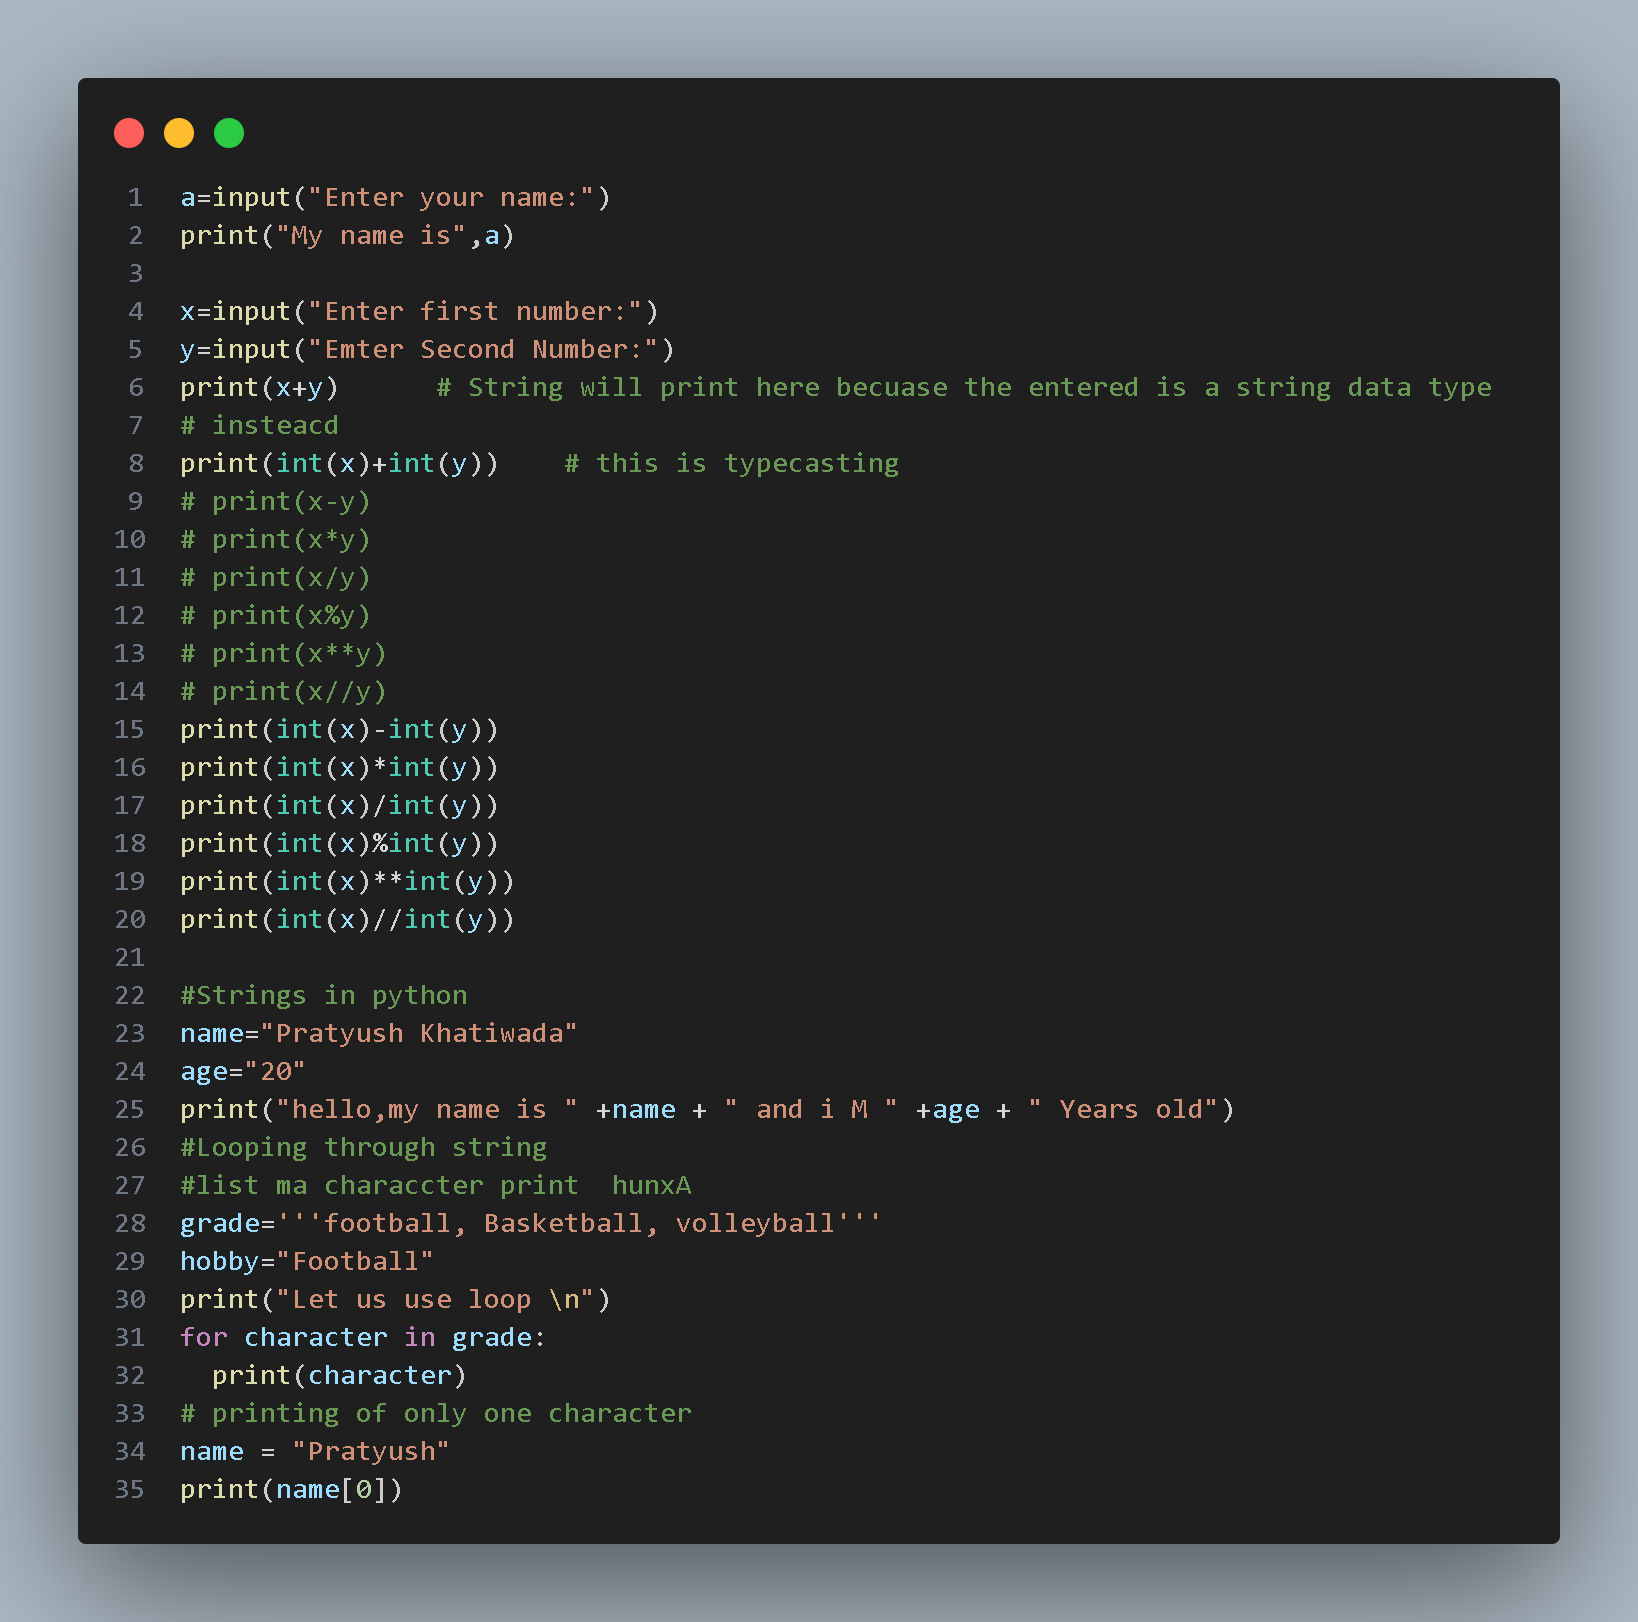 1 a=input("Enter your name:")
2 print("My name is",a)
3
4 x=input("Enter first number:")
5 y=input("Emter Second Number:")
6 print(x+y)      # String will print here becuase the entered is a string data type
7 # insteacd
8 print(int(x)+int(y))    # this is typecasting
9 # print(x-y)
10 # print(x*y)
11 # print(x/y)
12 # print(x%y)
13 # print(x**y)
14 # print(x//y)
15 print(int(x)-int(y))
16 print(int(x)*int(y))
17 print(int(x)/int(y))
18 print(int(x)%int(y))
19 print(int(x)**int(y))
20 print(int(x)//int(y))
21
22 #Strings in python
23 name="Pratyush Khatiwada"
24 age="20"
25 print("hello,my name is " +name + " and i M " +age + " Years old")
26 #Looping through string
27 #list ma characcter print  hunxA
28 grade='''football, Basketball, volleyball'''
29 hobby="Football"
30 print("Let us use loop \n")
31 for character in grade:
32   print(character)
33 # printing of only one character
34 name = "Pratyush"
35 print(name[0])